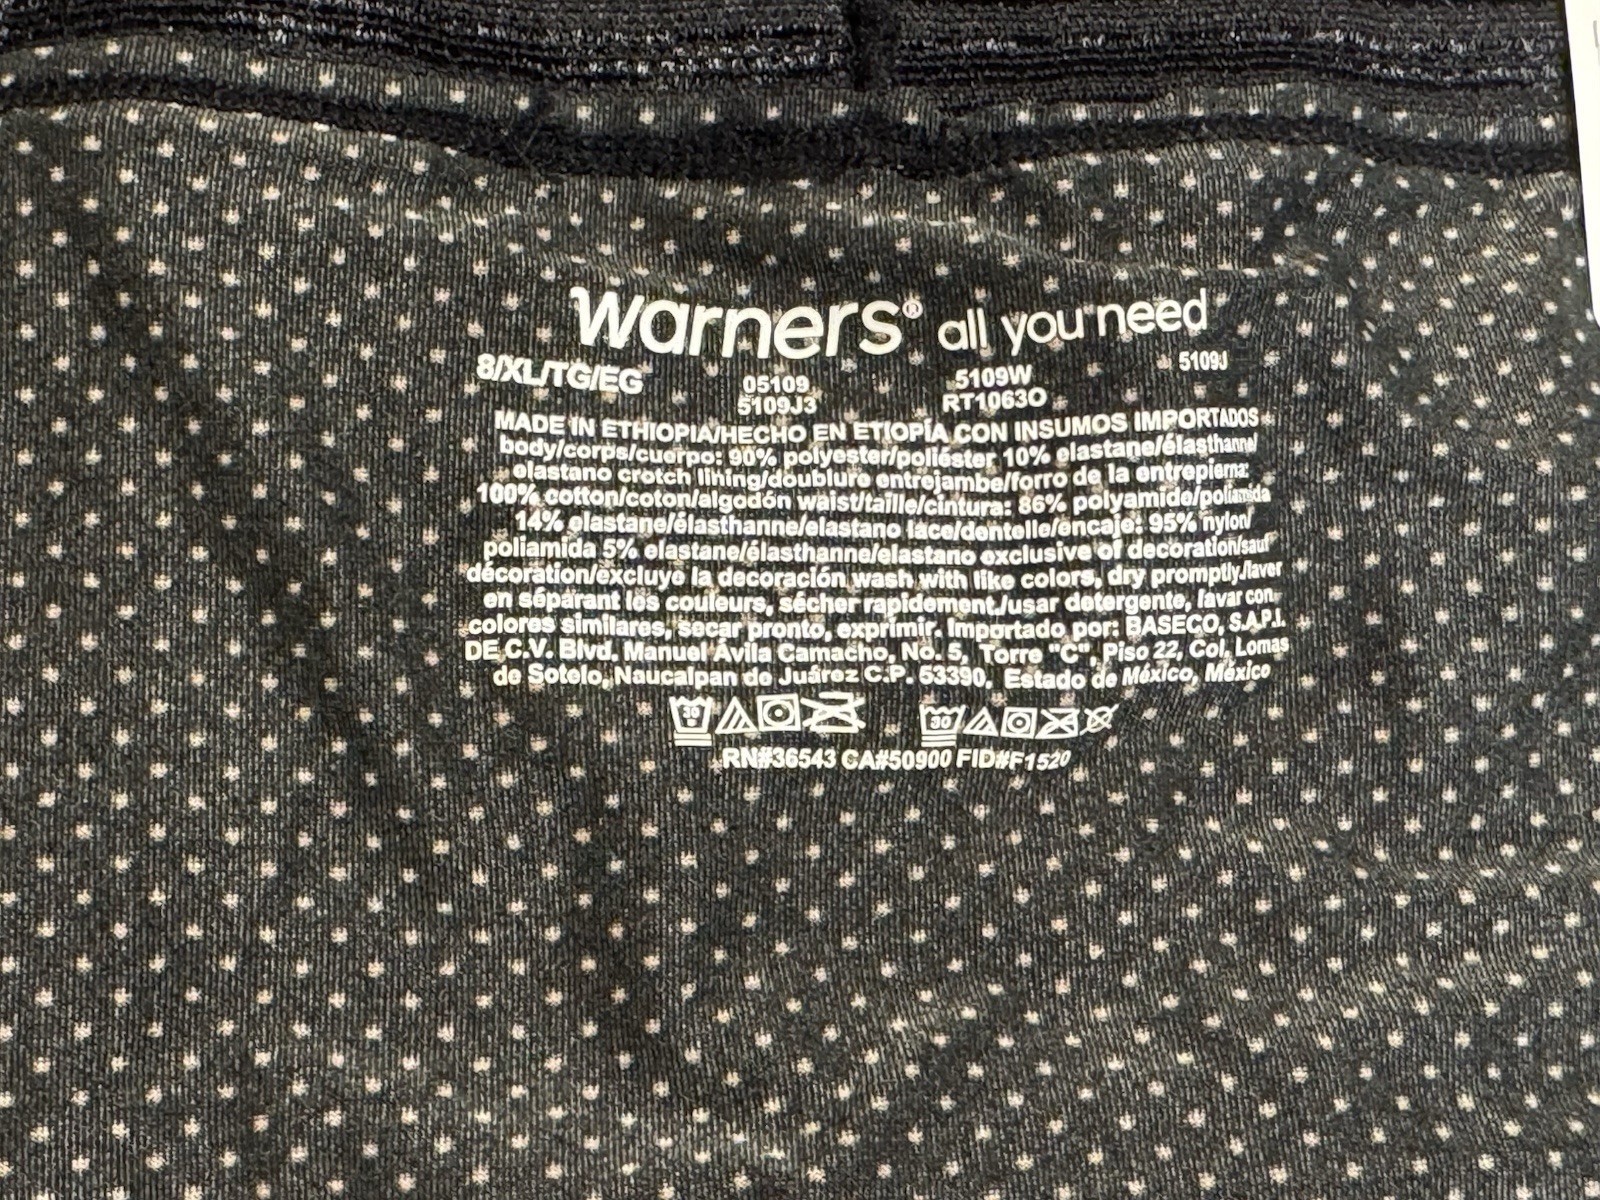 warners® all you need
8/XL/TG/EG 05109 5109W 5109J
5109J3 RT1063O
MADE IN ETHIOPIA/HECHO EN ETIOPÍA CON INSUMOS IMPORTADOS
body/corps/cuerpo: 90% polyester/poliéster 10% elastane/élasthanne/
elastano crotch lining/doublure entrejambe/forro de la entrepierna:
100% cotton/coton/algodón waist/taille/cintura: 86% polyamide/poliamida
14% elastane/élasthanne/elastano lace/dentelle/encaje: 95% nylon/
poliamida 5% elastane/élasthanne/elastano exclusive of decoration/sauf
décoration/excluye la decoración wash with like colors, dry promptly./laver
en séparant les couleurs, sécher rapidement./usar detergente, lavar con
colores similares, secar pronto, exprimir. Importado por: BASECO, S.A.P.I.
DE C.V. Blvd. Manuel Ávila Camacho, No. 5, Torre "C", Piso 22, Col. Lomas
de Sotelo, Naucalpan de Juárez C.P. 53390, Estado de México, México
30 30
RN#36543 CA#50900 FID#F1520